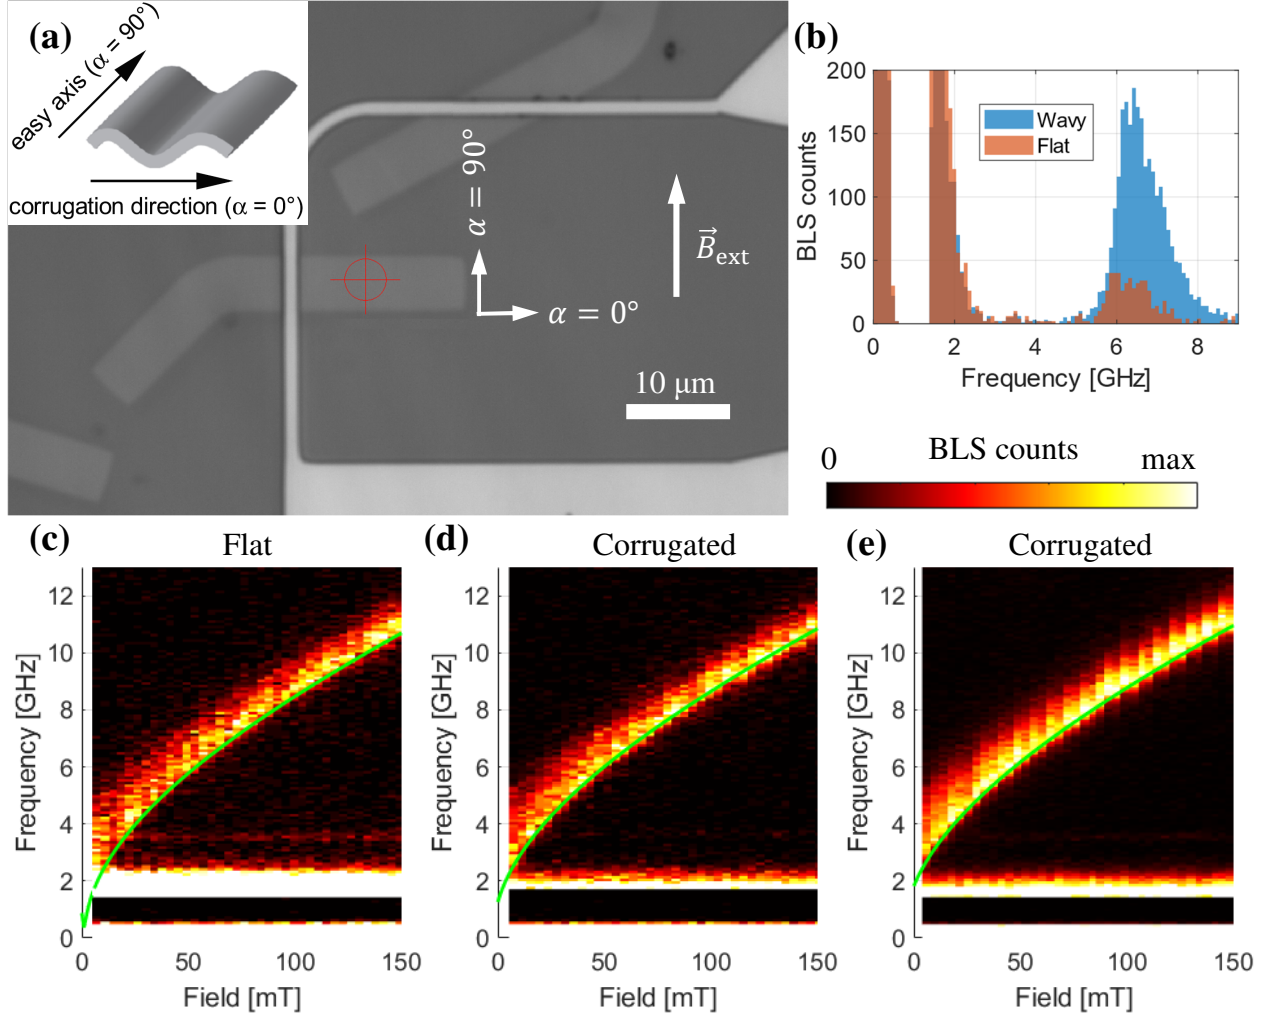 (a)
easy axis (α = 90°)
corrugation direction (α = 0°)
α = 90°
α = 0°
B⃗ext
10 μm
(b)
200
150
100
50
0
BLS counts
Wavy
Flat
0 2 4 6 8
Frequency [GHz]
BLS counts
0 max
(c) Flat
12
10
8
6
4
2
0
Frequency [GHz]
0 50 100 150
Field [mT]
(d) Corrugated
12
10
8
6
4
2
0
Frequency [GHz]
0 50 100 150
Field [mT]
(e) Corrugated
12
10
8
6
4
2
0
Frequency [GHz]
0 50 100 150
Field [mT]